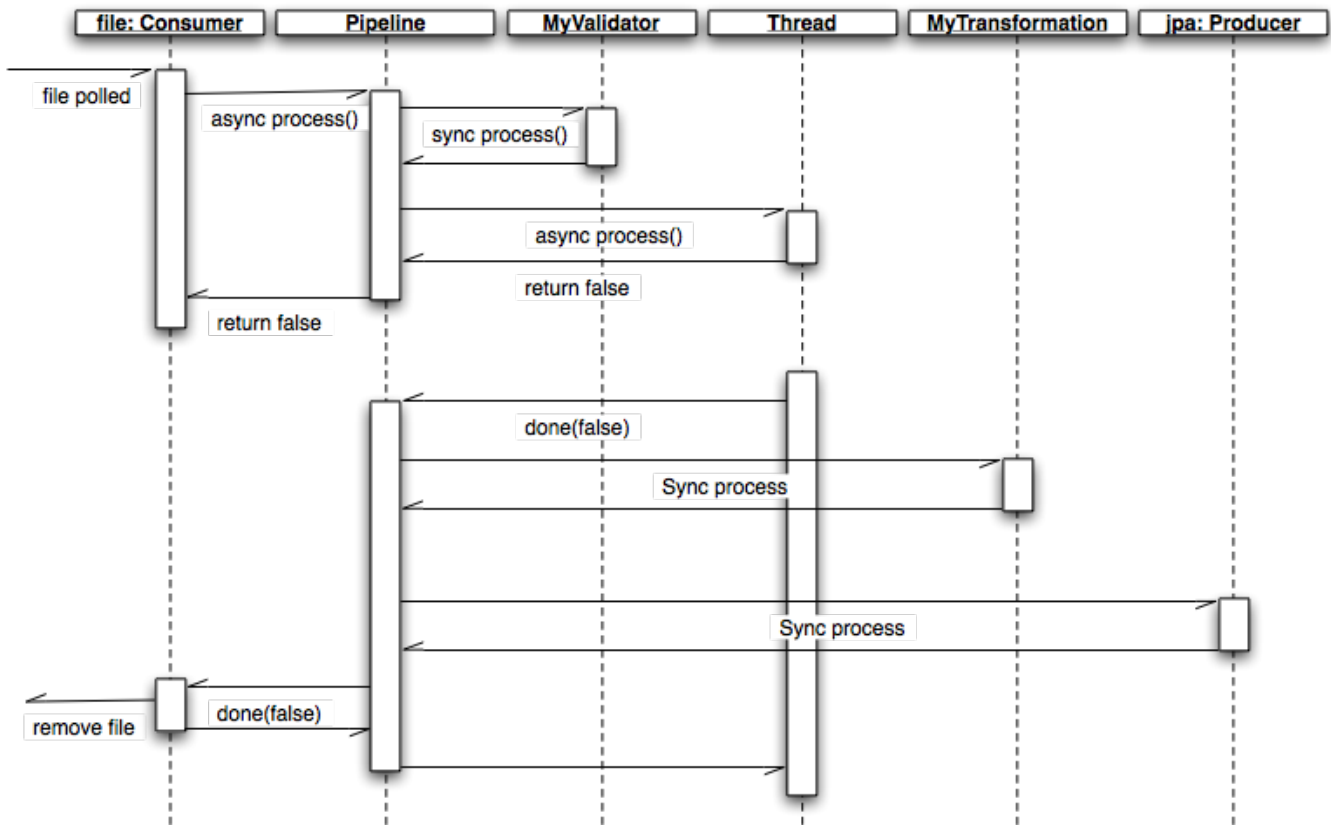 file: Consumer
Pipeline
MyValidator
Thread
MyTransformation
jpa: Producer
file polled
async process()
sync process()
async process()
return false
return false
done(false)
Sync process
Sync process
done(false)
remove file